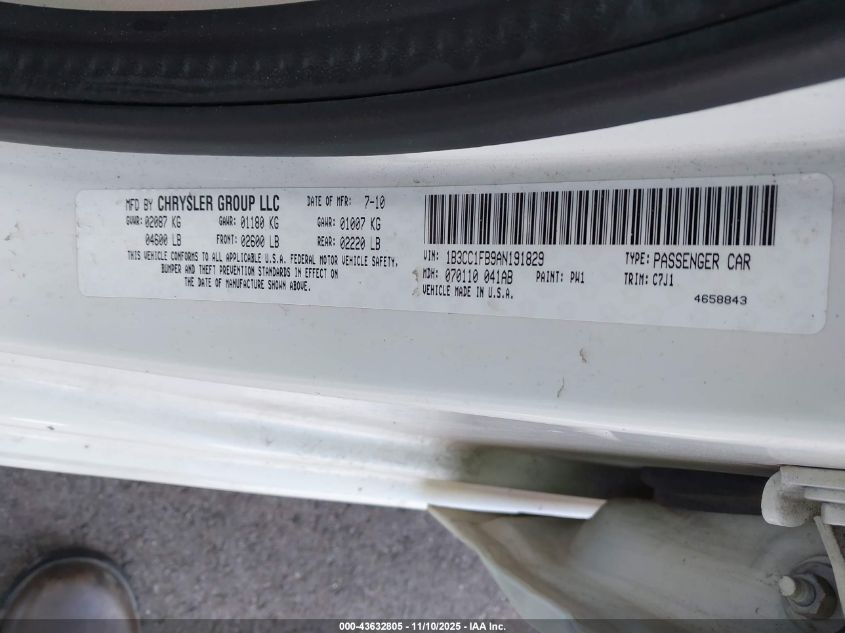 MFD BY CHRYSLER GROUP LLC DATE OF MFR: 7-10
GVWR: 02087 KG GAWR: 01180 KG GAWR: 01007 KG
04600 LB FRONT: 02600 LB REAR: 02220 LB
THIS VEHICLE CONFORMS TO ALL APPLICABLE U.S.A. FEDERAL MOTOR VEHICLE SAFETY,
BUMPER AND THEFT PREVENTION STANDARDS IN EFFECT ON
THE DATE OF MANUFACTURE SHOWN ABOVE.
VIN: 1B3CC1FB9AN191829 TYPE: PASSENGER CAR
MDH: 070110 041AB PAINT: PW1 TRIM: C7J1
VEHICLE MADE IN U.S.A. 4658843
000-43632805 - 11/10/2025 - IAA Inc.